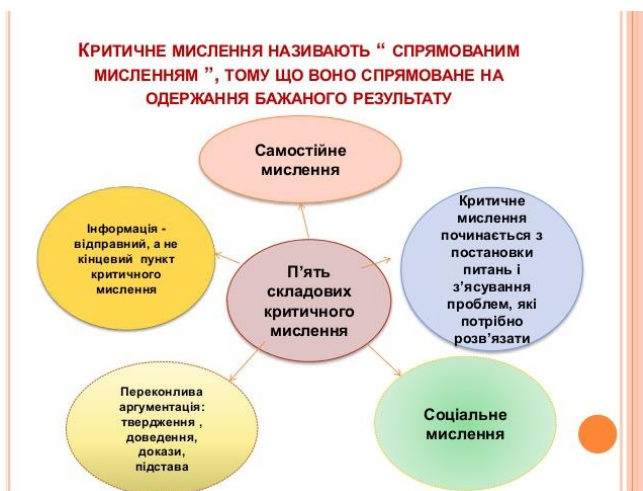 КРИТИЧНЕ МИСЛЕННЯ НАЗИВАЮТЬ “ СПРЯМОВАНИМ
МИСЛЕННЯМ ”, ТОМУ ЩО ВОНО СПРЯМОВАНЕ НА
ОДЕРЖАННЯ БАЖАНОГО РЕЗУЛЬТАТУ
Самостійне
мислення
Інформація -
відправний, а не
кінцевий пункт
критичного
мислення
Критичне
мислення
починається з
постановки
питань і
з’ясування
проблем, які
потрібно
розв’язати
П’ять
складових
критичного
мислення
Переконлива
аргументація:
твердження ,
доведення,
докази,
підстава
Соціальне
мислення